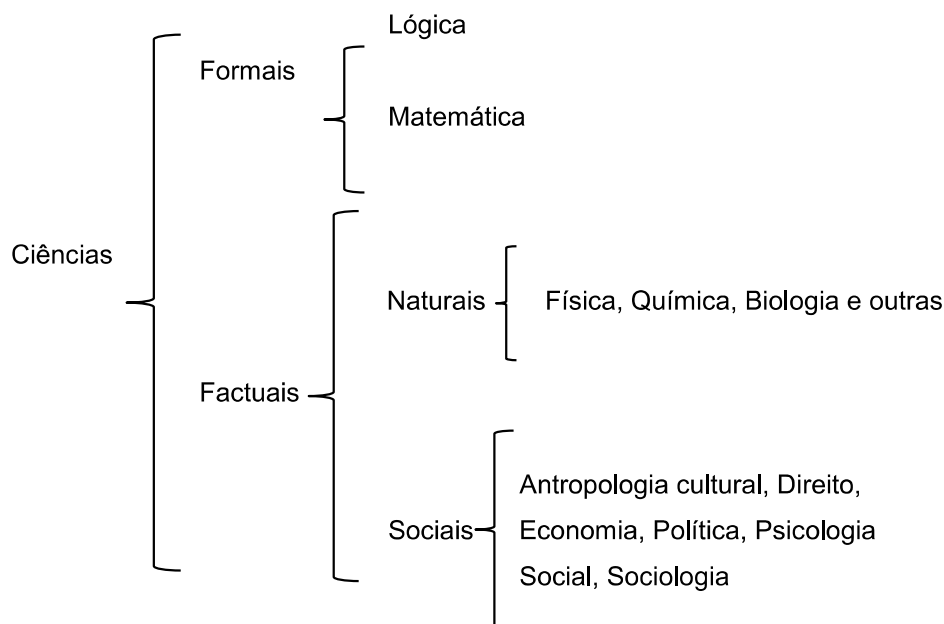 Lógica
Formais
Matemática
Ciências
Naturais
Física, Química, Biologia e outras
Factuais
Antropologia cultural, Direito,
Sociais
Economia, Política, Psicologia
Social, Sociologia